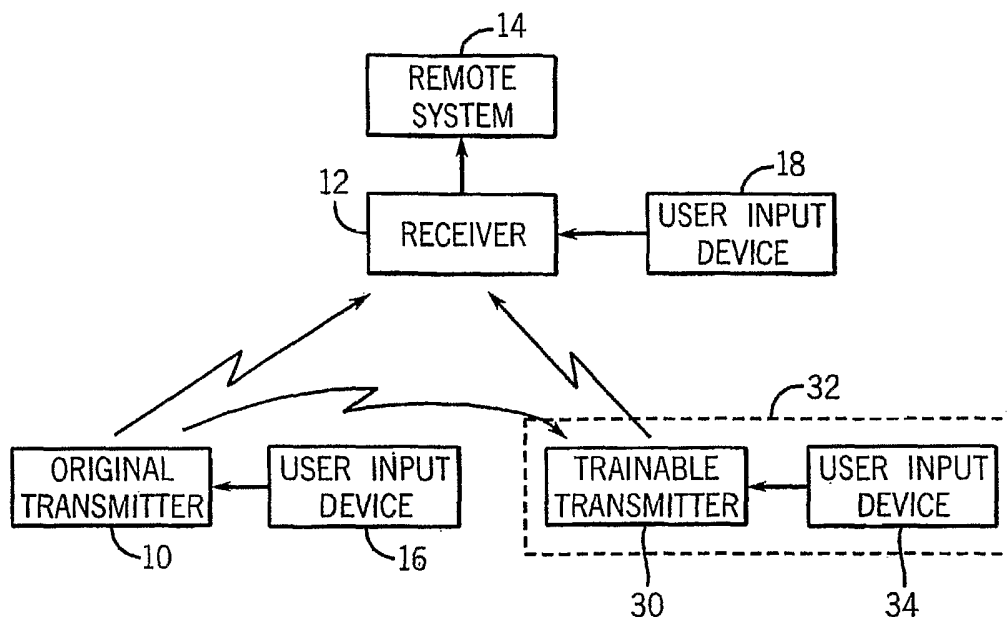 14
REMOTE
SYSTEM
12
RECEIVER
18
USER INPUT
DEVICE
32
ORIGINAL
TRANSMITTER
USER INPUT
DEVICE
TRAINABLE
TRANSMITTER
USER INPUT
DEVICE
10
16
30
34